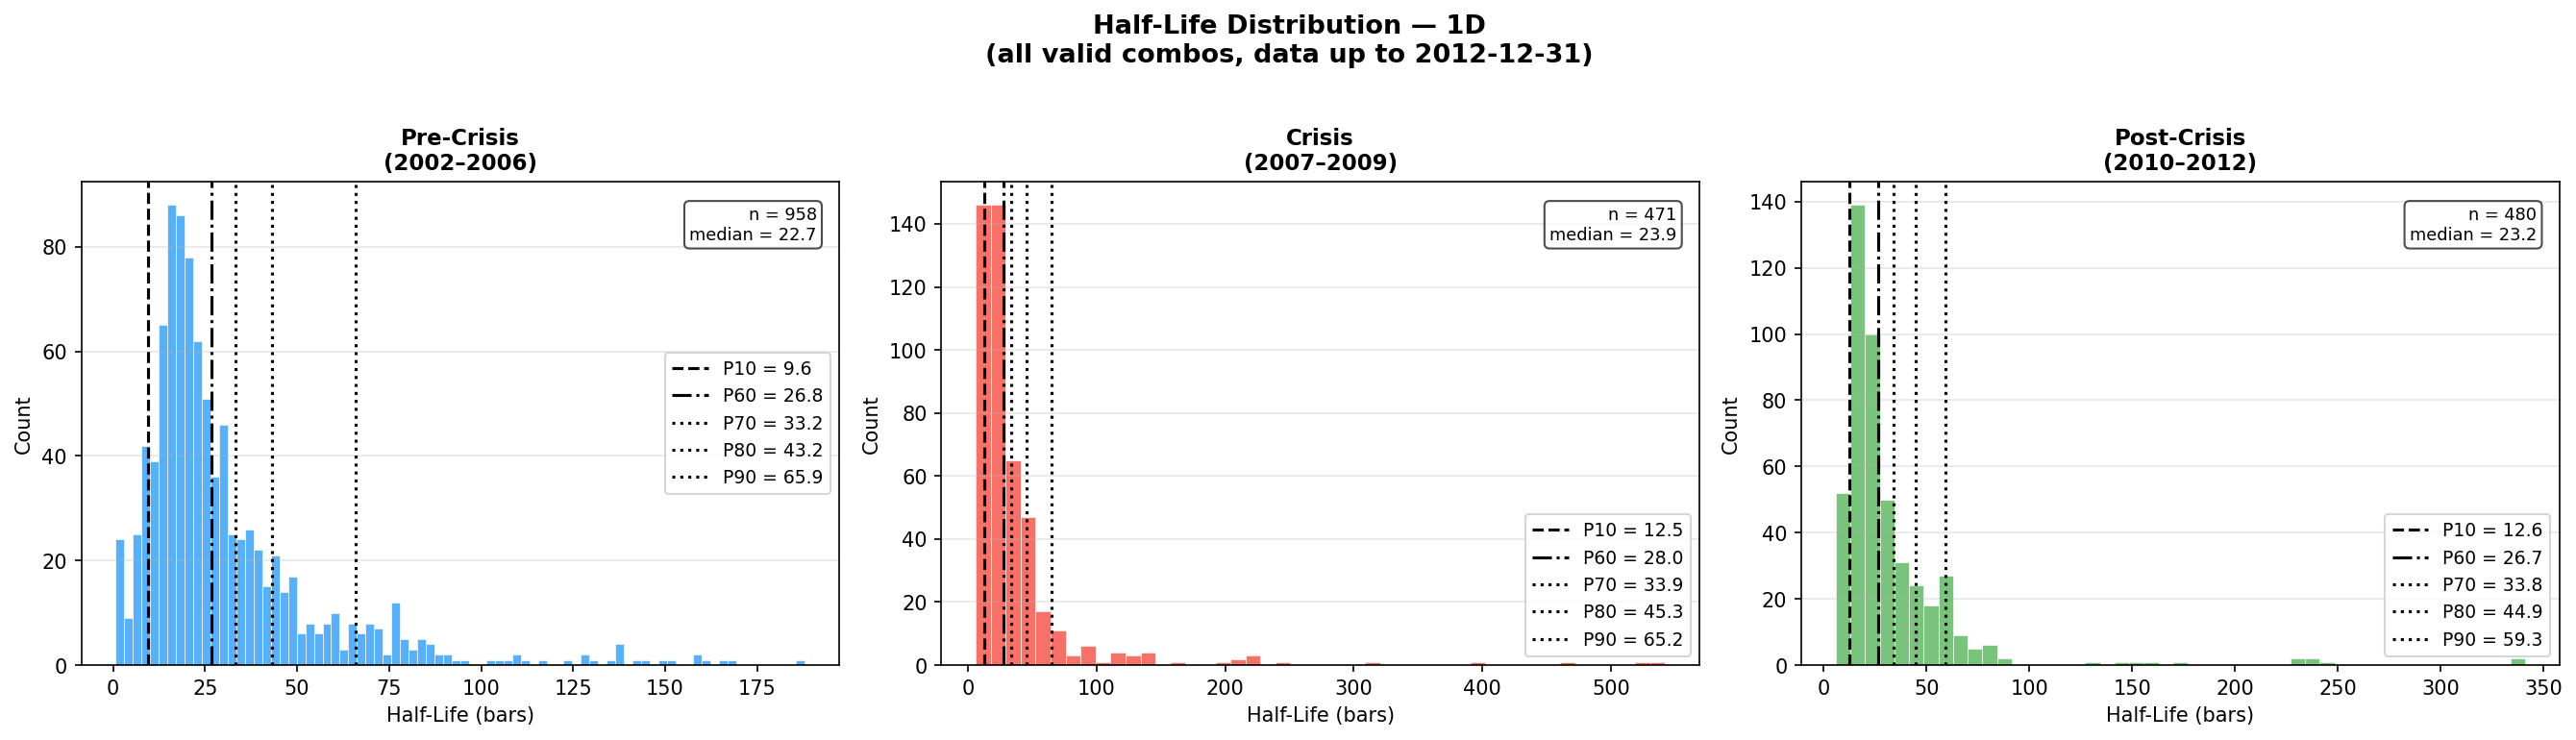 Half-Life Distribution — 1D
(all valid combos, data up to 2012-12-31)
Pre-Crisis
(2002–2006)
n = 958
median = 22.7
P10 = 9.6
P60 = 26.8
P70 = 33.2
P80 = 43.2
P90 = 65.9
Count
80
60
40
20
0
0 25 50 75 100 125 150 175
Half-Life (bars)
Crisis
(2007–2009)
n = 471
median = 23.9
P10 = 12.5
P60 = 28.0
P70 = 33.9
P80 = 45.3
P90 = 65.2
Count
140
120
100
80
60
40
20
0
0 100 200 300 400 500
Half-Life (bars)
Post-Crisis
(2010–2012)
n = 480
median = 23.2
P10 = 12.6
P60 = 26.7
P70 = 33.8
P80 = 44.9
P90 = 59.3
Count
140
120
100
80
60
40
20
0
0 50 100 150 200 250 300 350
Half-Life (bars)